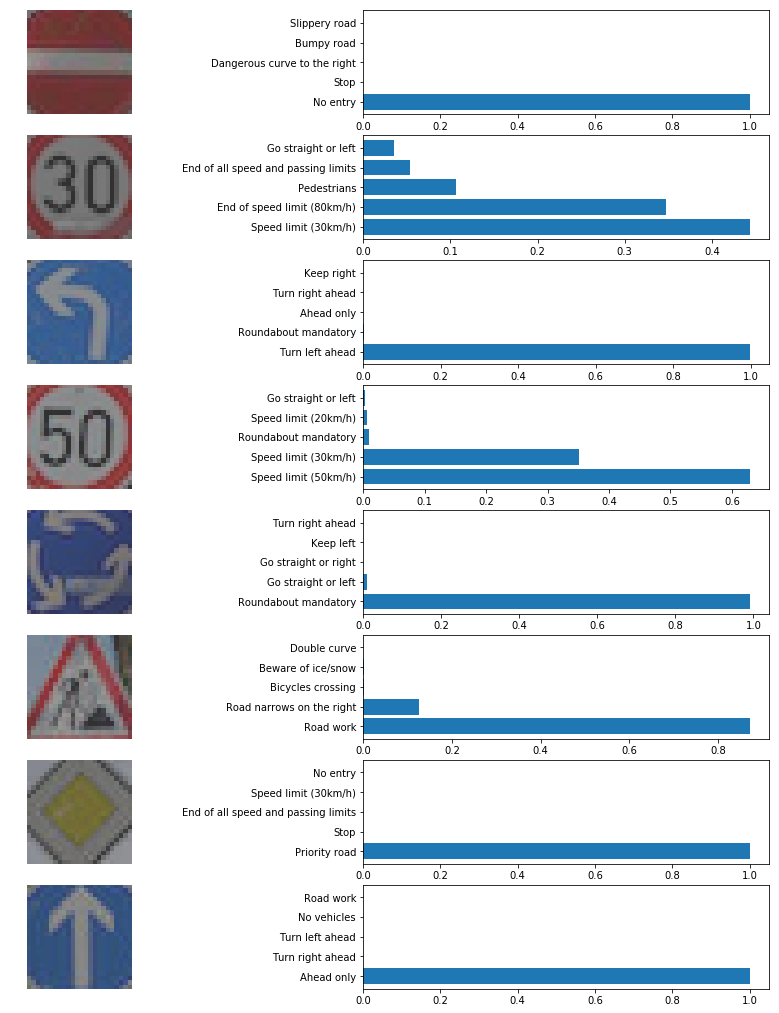 Slippery road
Bumpy road
Dangerous curve to the right
Stop
No entry
0.0 0.2 0.4 0.6 0.8 1.0
30
Go straight or left
End of all speed and passing limits
Pedestrians
End of speed limit (80km/h)
Speed limit (30km/h)
0.0 0.1 0.2 0.3 0.4
Keep right
Turn right ahead
Ahead only
Roundabout mandatory
Turn left ahead
0.0 0.2 0.4 0.6 0.8 1.0
50
Go straight or left
Speed limit (20km/h)
Roundabout mandatory
Speed limit (30km/h)
Speed limit (50km/h)
0.0 0.1 0.2 0.3 0.4 0.5 0.6
Turn right ahead
Keep left
Go straight or right
Go straight or left
Roundabout mandatory
0.0 0.2 0.4 0.6 0.8 1.0
Double curve
Beware of ice/snow
Bicycles crossing
Road narrows on the right
Road work
0.0 0.2 0.4 0.6 0.8
No entry
Speed limit (30km/h)
End of all speed and passing limits
Stop
Priority road
0.0 0.2 0.4 0.6 0.8 1.0
Road work
No vehicles
Turn left ahead
Turn right ahead
Ahead only
0.0 0.2 0.4 0.6 0.8 1.0